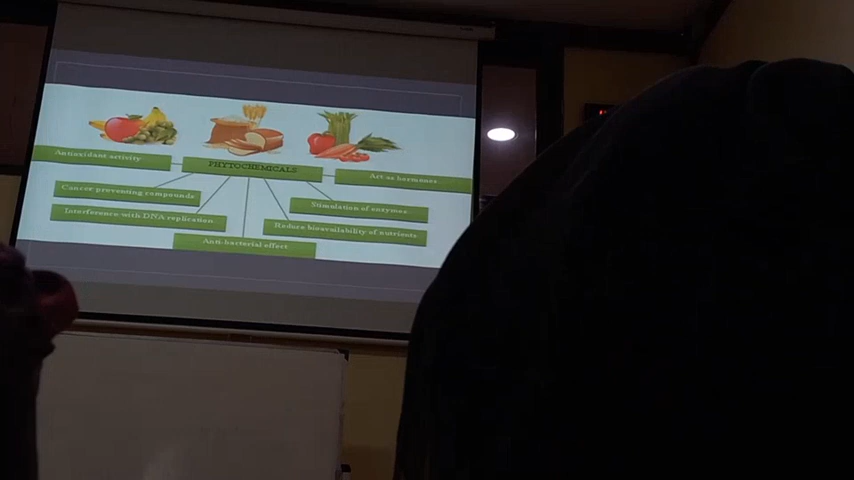 Antioxidant activity
PHYTOCHEMICALS
Act as hormones
Cancer preventing compounds
Stimulation of enzymes
Interference with DNA replication
Reduce bioavailability of nutrients
Anti-bacterial effect